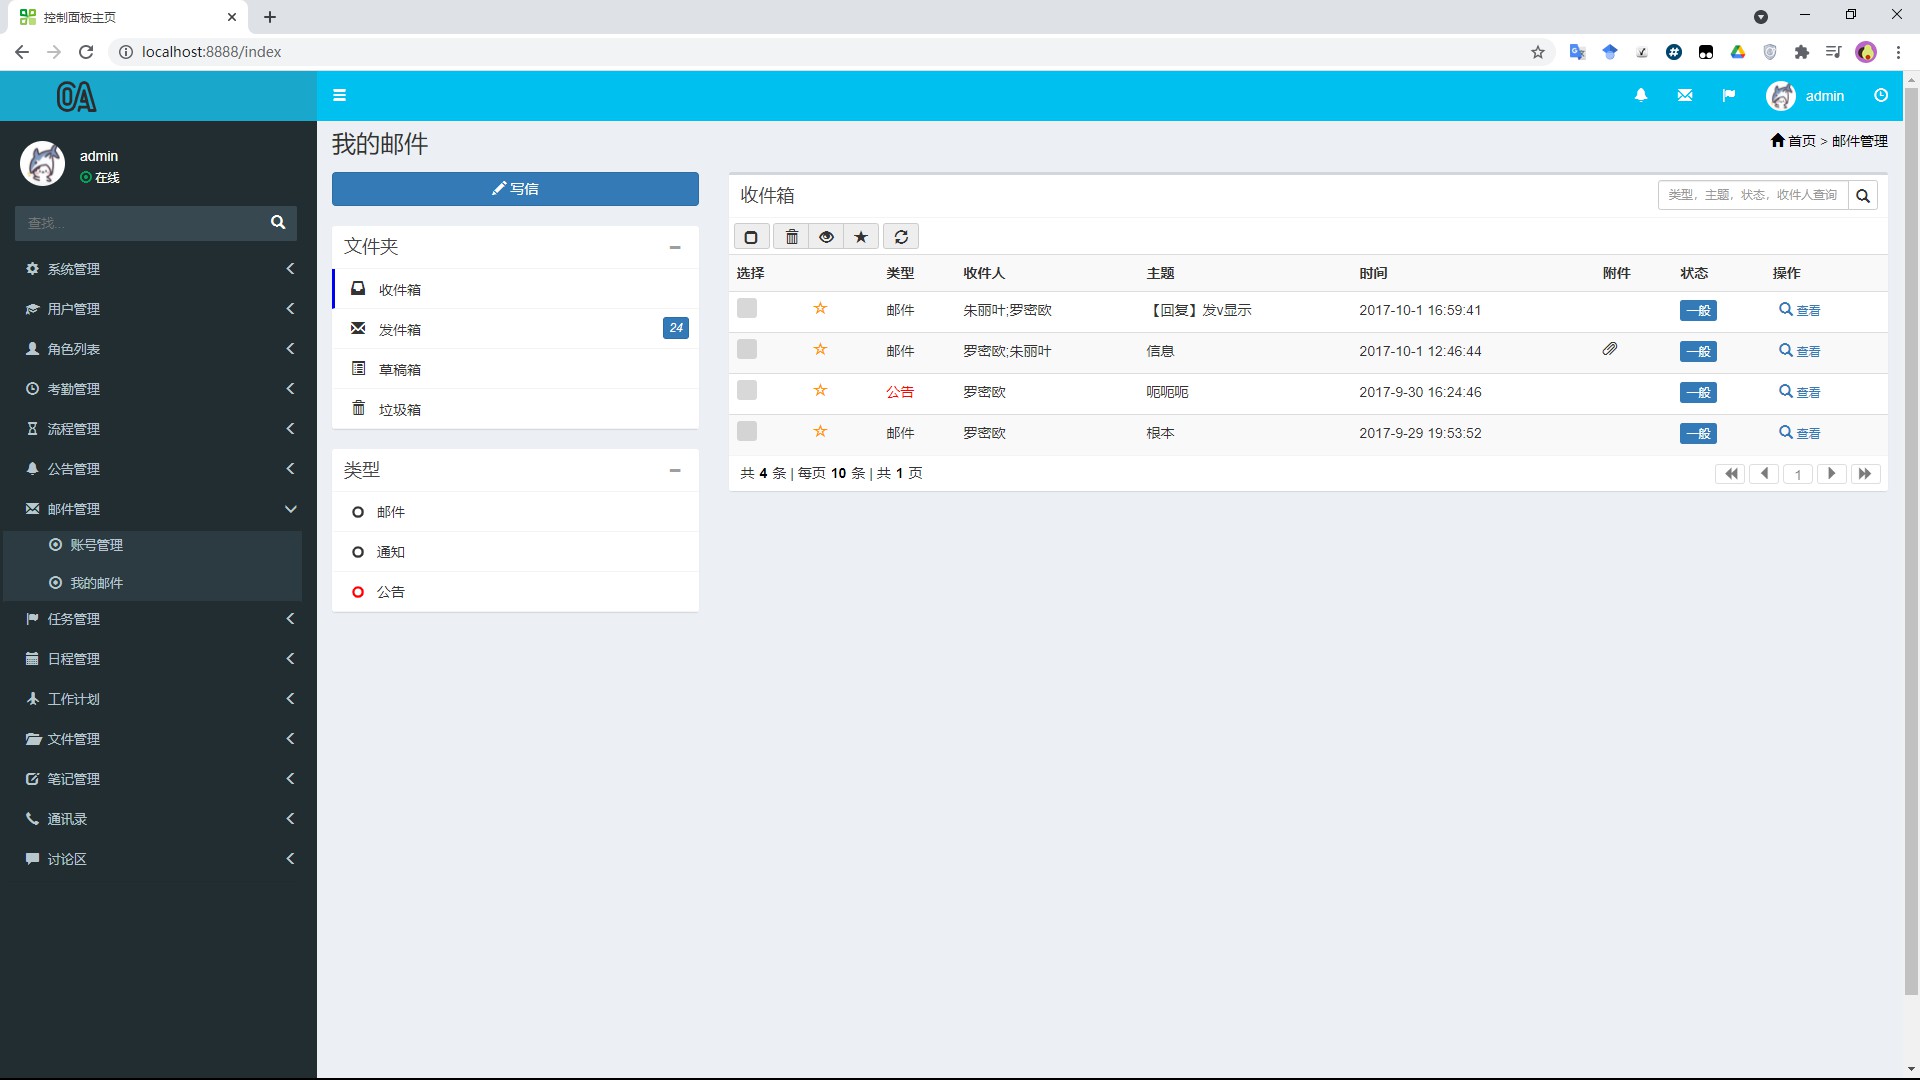 控制面板主页
localhost:8888/index
OA
admin
admin
在线
查找...
系统管理
用户管理
角色列表
考勤管理
流程管理
公告管理
邮件管理
账号管理
我的邮件
任务管理
日程管理
工作计划
文件管理
笔记管理
通讯录
讨论区
我的邮件
首页 > 邮件管理
写信
文件夹
收件箱
发件箱 24
草稿箱
垃圾箱
类型
邮件
通知
公告
收件箱
类型，主题，状态，收件人查询
选择 类型 收件人 主题 时间 附件 状态 操作
邮件 朱丽叶;罗密欧 【回复】发v显示 2017-10-1 16:59:41 一般 查看
邮件 罗密欧;朱丽叶 信息 2017-10-1 12:46:44 一般 查看
公告 罗密欧 呃呃呃 2017-9-30 16:24:46 一般 查看
邮件 罗密欧 根本 2017-9-29 19:53:52 一般 查看
共 4 条 | 每页 10 条 | 共 1 页
1